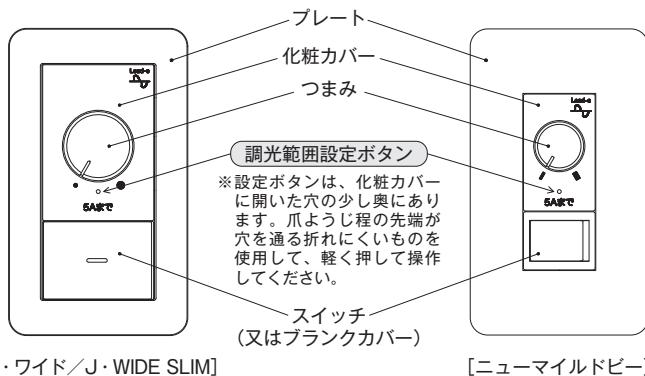 プレート
化粧カバー
つまみ
調光範囲設定ボタン
※設定ボタンは、化粧カバー
に開いた穴の少し奥にあり
ます。爪ようじ程の先端が
穴を通る折れにくいものを
使用して、軽く押して操作
してください。
スイッチ
(又はブランクカバー)
Lead-e
5Aまで
Lead-e
5Aまで
・ワイド／J・WIDE SLIM]
[ニューマイルドビー]